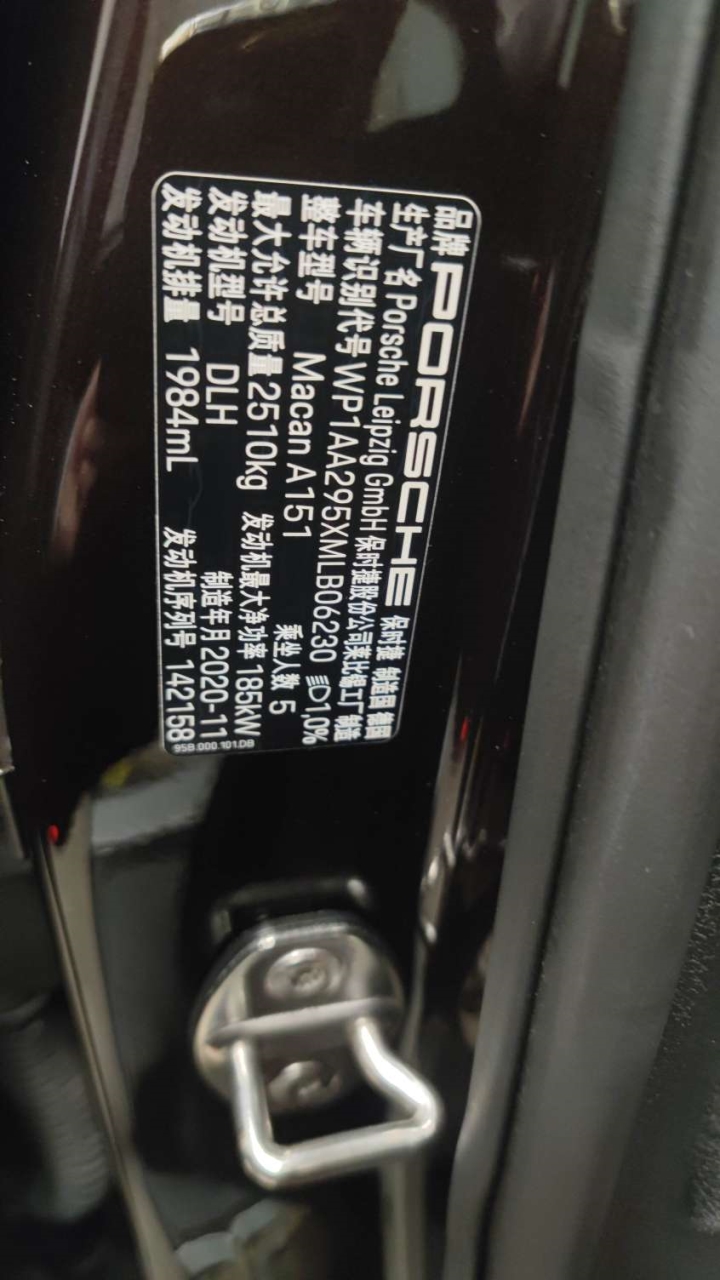 品牌 PORSCHE 保时捷 制造国 德国
生产厂名 Porsche Leipzig GmbH 保时捷股份公司莱比锡工厂制造
车辆识别代号 WP1AA295XMLB06230 1,0%
整车型号 Macan A151 乘坐人数 5
最大允许总质量 2510kg 发动机最大净功率 185kW
发动机型号 DLH 制造年月 2020-11
发动机排量 1984mL 发动机序列号 142158
95B.000.101.DB